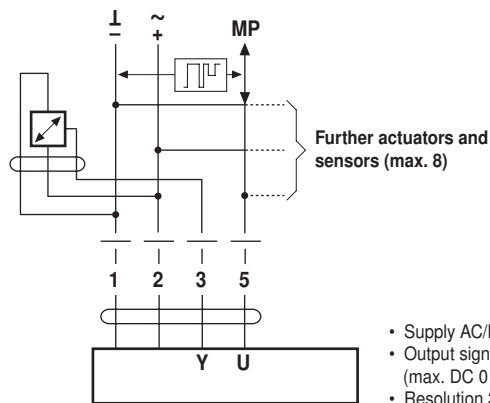 ⊥ ~ MP
– +
Further actuators and
sensors (max. 8)
1 2 3 5
Y U
• Supply AC/
• Output sign
(max. DC 0
• Resolution